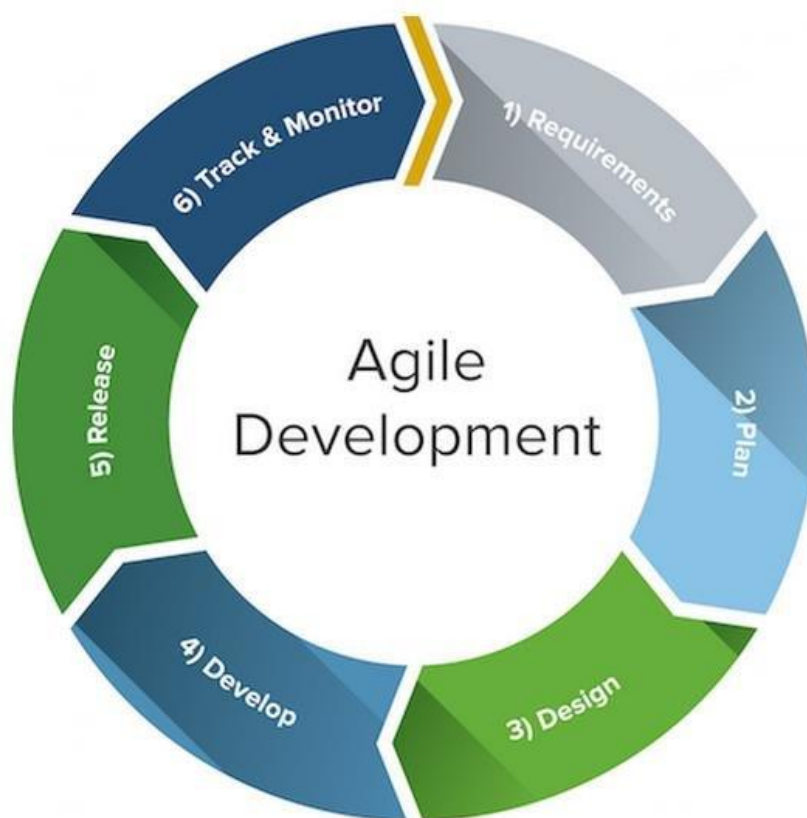 Agile
Development
1) Requirements
2) Plan
3) Design
4) Develop
5) Release
6) Track & Monitor